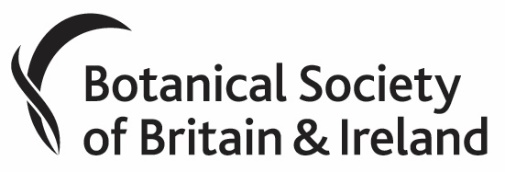 Botanical Society
of Britain & Ireland